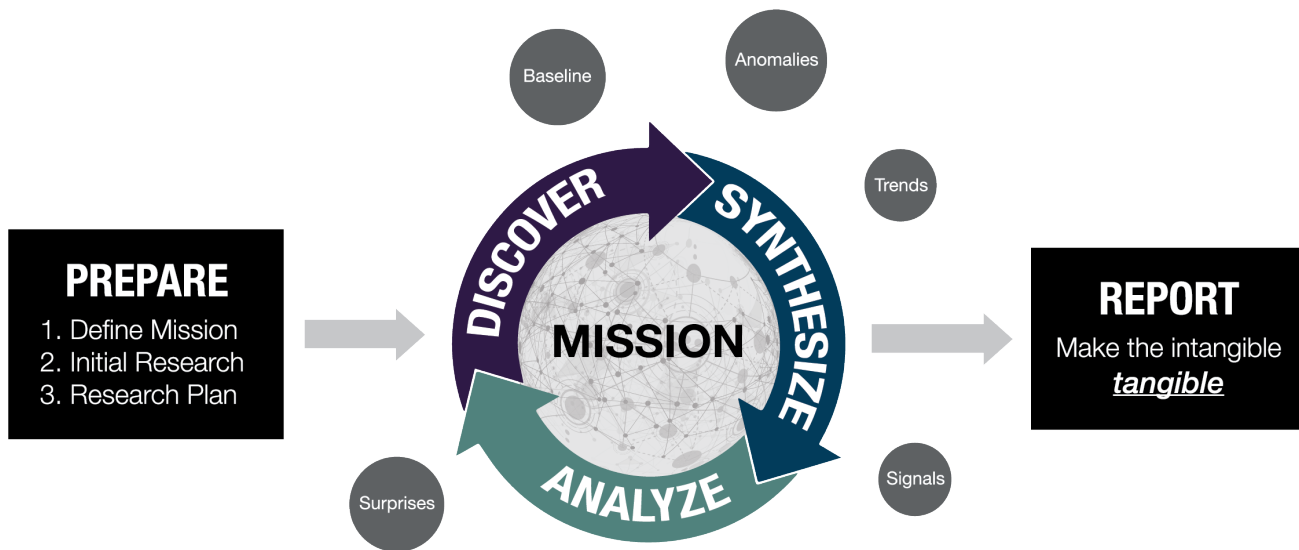 Baseline
Anomalies
Trends
DISCOVER
SYNTHESIZE
ANALYZE
MISSION
PREPARE
1. Define Mission
2. Initial Research
3. Research Plan
REPORT
Make the intangible
tangible
Surprises
Signals